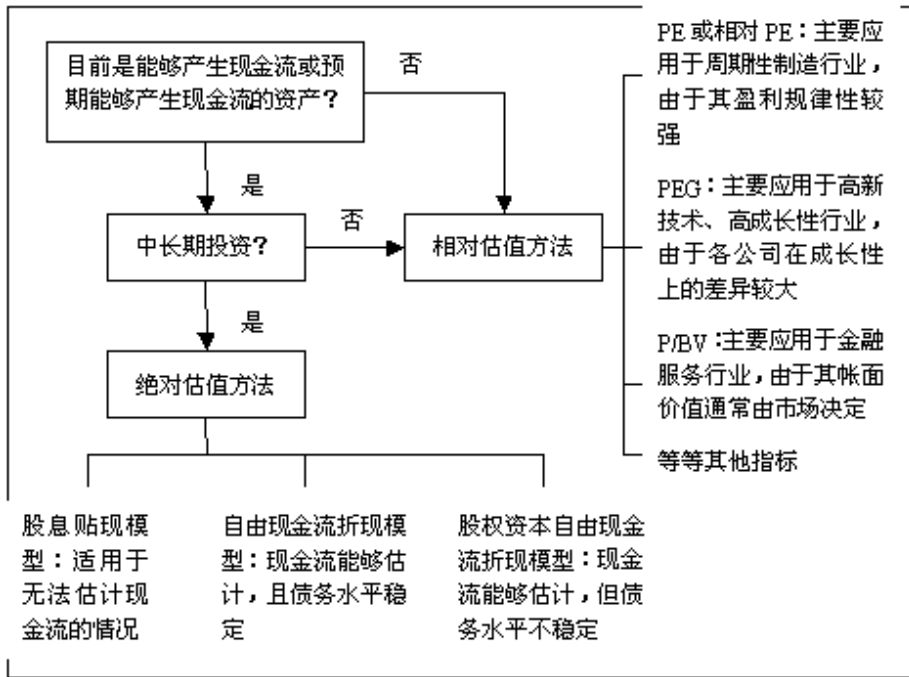 目前是能够产生现金流或预
期能够产生现金流的资产？
否
是
中长期投资？
否
相对估值方法
是
绝对估值方法
PE 或相对 PE：主要应
用于周期性制造行业，
由于其盈利规律性较
强
PEG：主要应用于高新
技术、高成长性行业，
由于各公司在成长性
上的差异较大
P/BV：主要应用于金融
服务行业，由于其帐面
价值通常由市场决定
等等其他指标
股息贴现模
型：适用于
无法估计现
金流的情况
自由现金流折现模
型：现金流能够估
计，且债务水平稳
定
股权资本自由现金
流折现模型：现金
流能够估计，但债
务水平不稳定